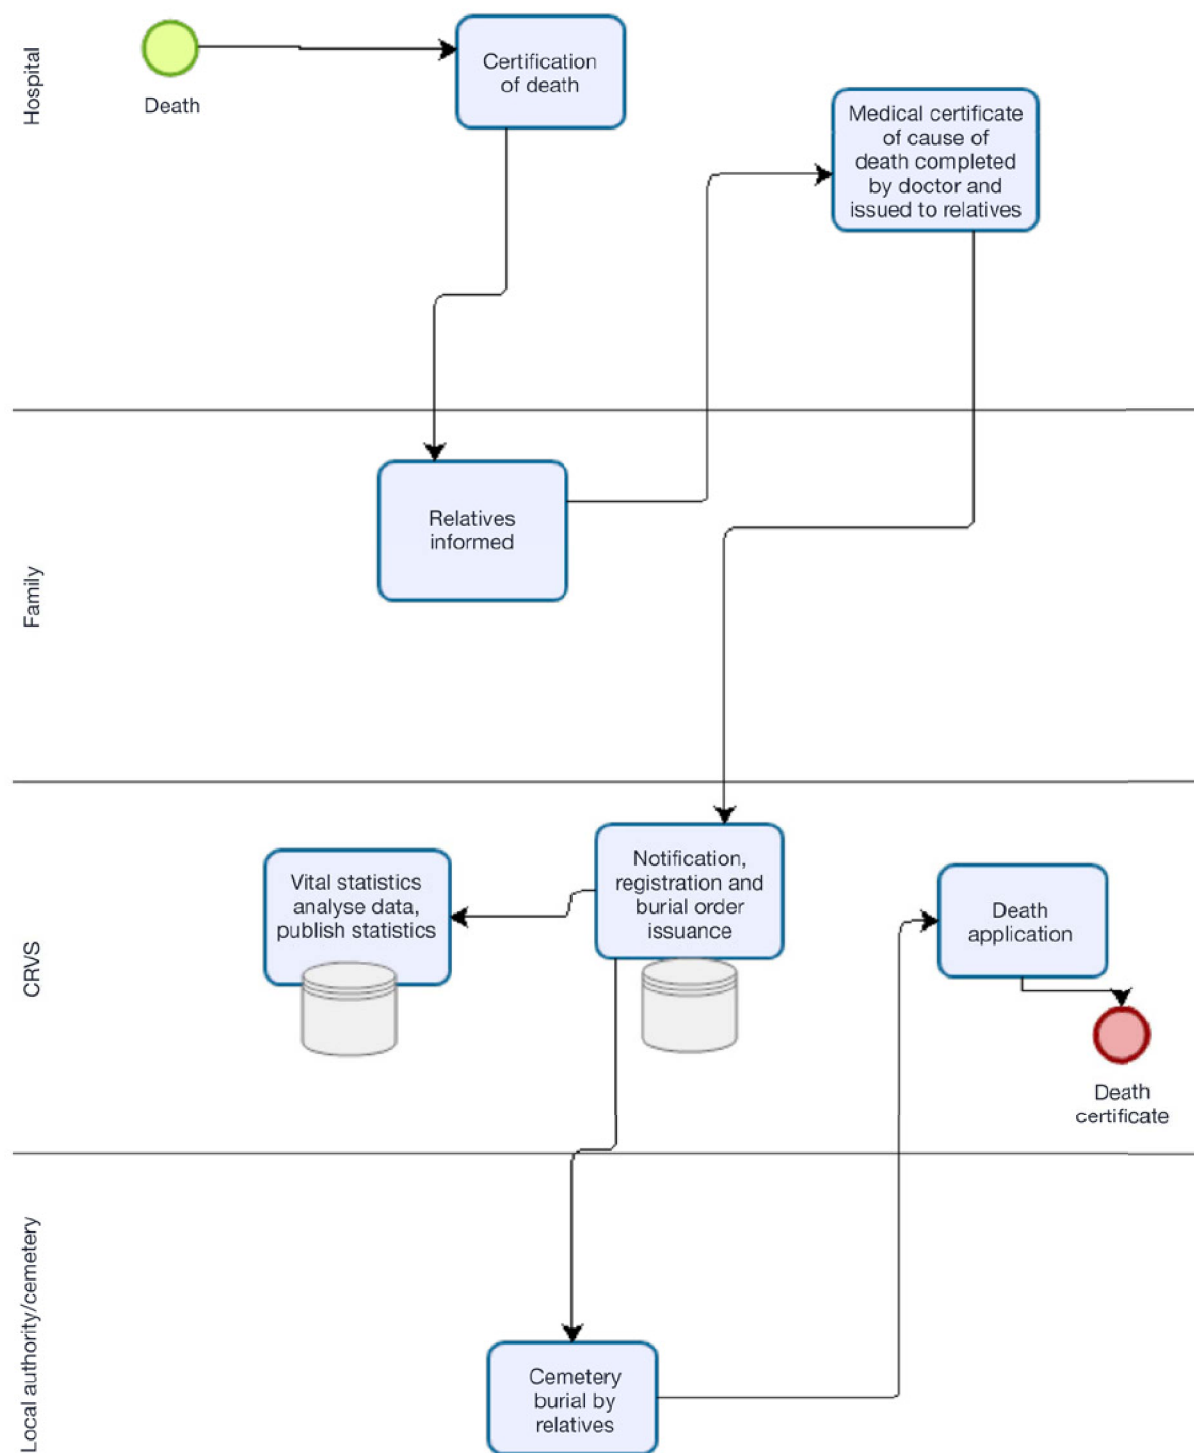 Hospital
Death
Certification
of death
Medical certificate
of cause of
death completed
by doctor and
issued to relatives
Family
Relatives
informed
CRVS
Vital statistics
analyse data,
publish statistics
Notification,
registration and
burial order
issuance
Death
application
Death
certificate
Local authority/cemetery
Cemetery
burial by
relatives